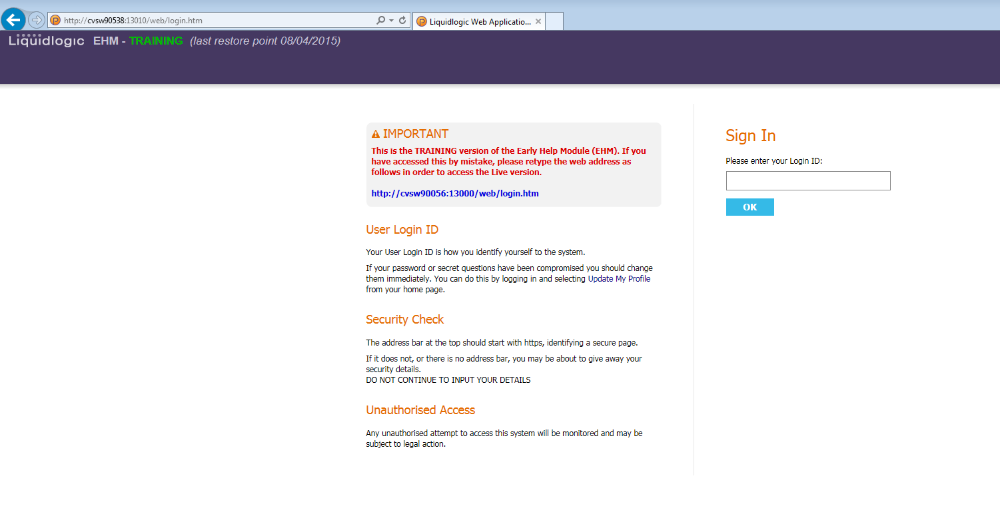 http://cvsw90538:13010/web/login.htm
Liquidlogic Web Applicatio...
Liquidlogic EHM - TRAINING (last restore point 08/04/2015)
IMPORTANT
This is the TRAINING version of the Early Help Module (EHM). If you
have accessed this by mistake, please retype the web address as
follows in order to access the Live version.
http://cvsw90056:13000/web/login.htm
User Login ID
Your User Login ID is how you identify yourself to the system.
If your password or secret questions have been compromised you should change
them immediately. You can do this by logging in and selecting Update My Profile
from your home page.
Security Check
The address bar at the top should start with https, identifying a secure page.
If it does not, or there is no address bar, you may be about to give away your
security details.
DO NOT CONTINUE TO INPUT YOUR DETAILS
Unauthorised Access
Any unauthorised attempt to access this system will be monitored and may be
subject to legal action.
Sign In
Please enter your Login ID:
OK